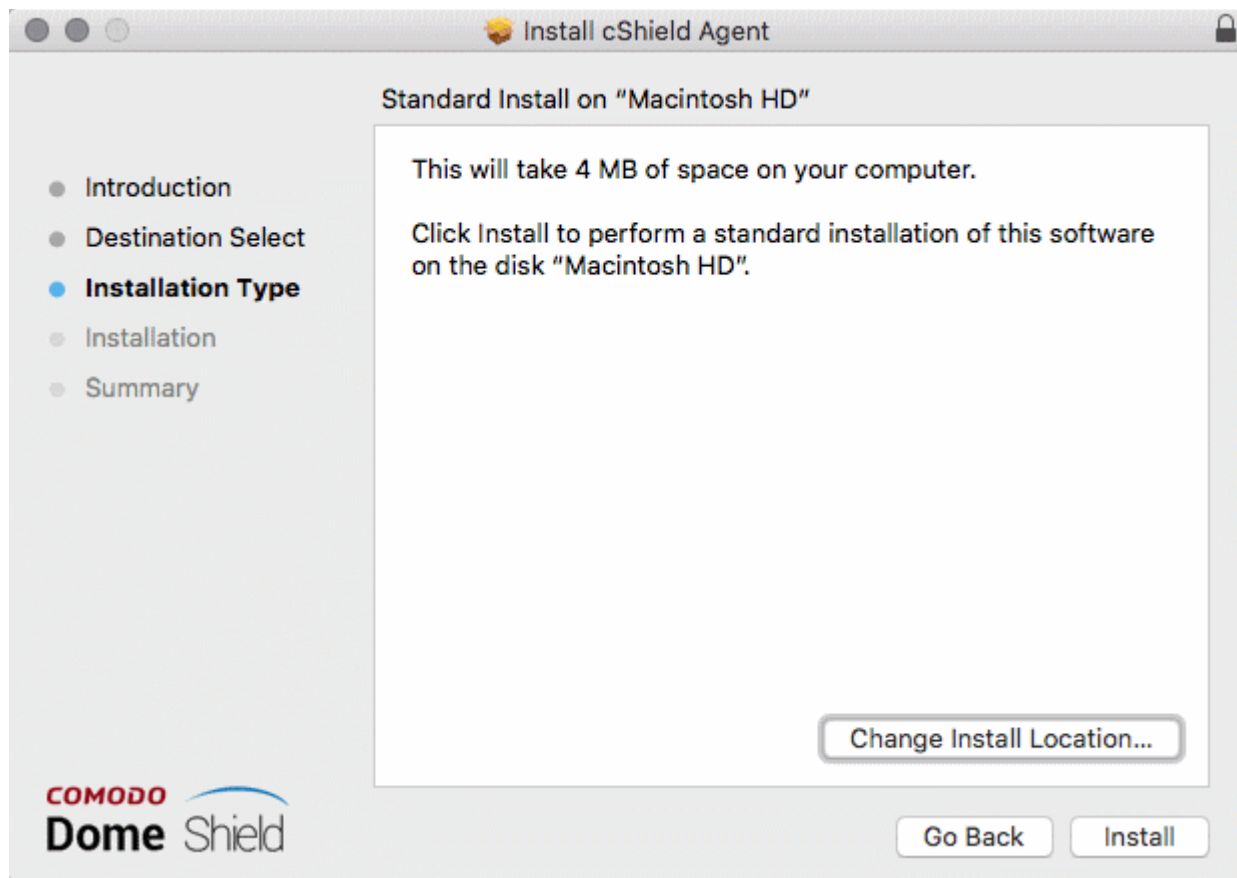 Install cShield Agent
Standard Install on “Macintosh HD”
Introduction
Destination Select
Installation Type
Installation
Summary
This will take 4 MB of space on your computer.
Click Install to perform a standard installation of this software
on the disk “Macintosh HD”.
Change Install Location...
COMODO
Dome Shield
Go Back
Install